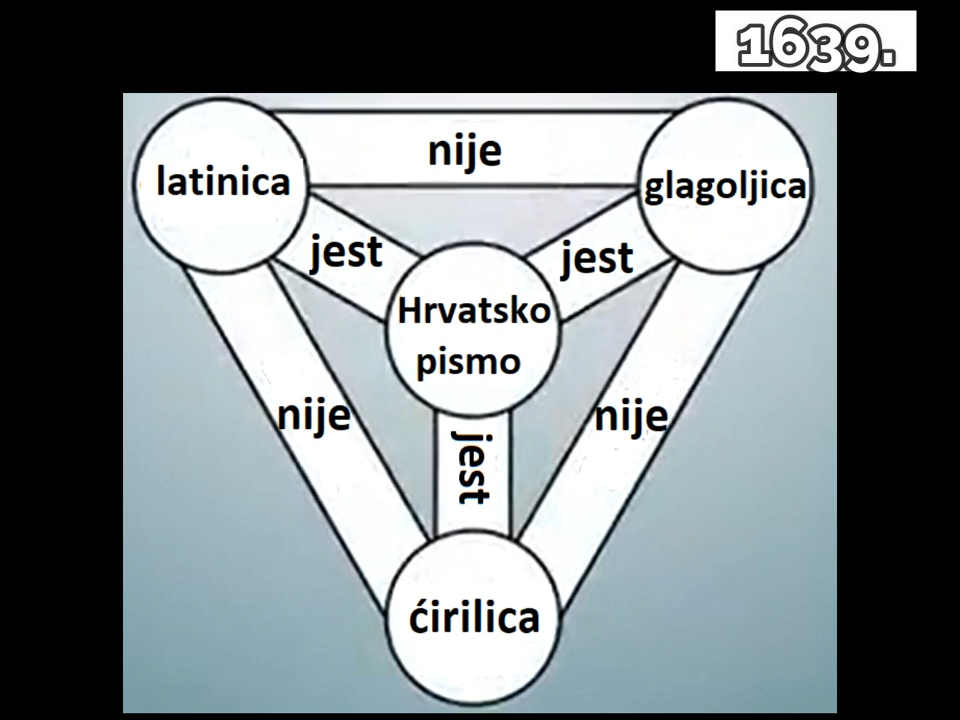 1639.
nije
latinica
glagoljica
jest
jest
Hrvatsko
pismo
nije
nije
jest
ćirilica